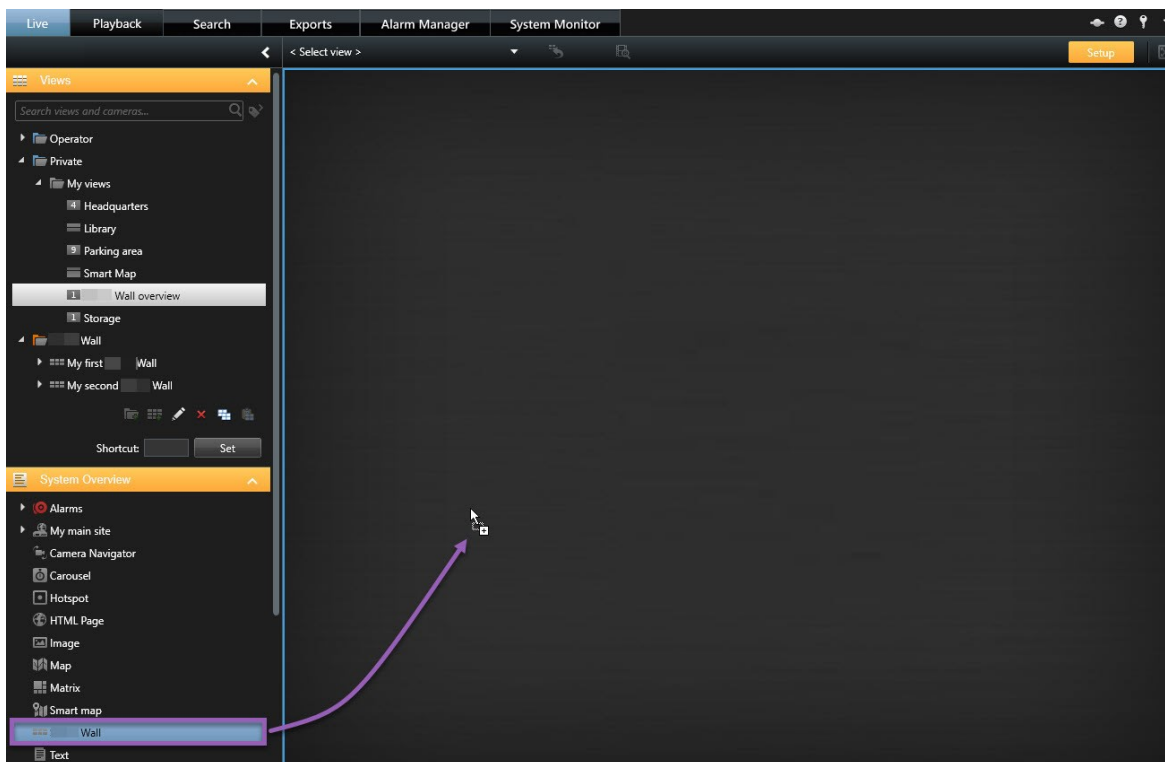 Live Playback Search Exports Alarm Manager System Monitor
< Select view > Setup
Views
Search views and cameras...
Operator
Private
My views
4 Headquarters
Library
9 Parking area
Smart Map
1 Wall overview
1 Storage
Wall
My first Wall
My second Wall
Shortcut: Set
System Overview
Alarms
My main site
Camera Navigator
Carousel
Hotspot
HTML Page
Image
Map
Matrix
Smart map
Wall
Text